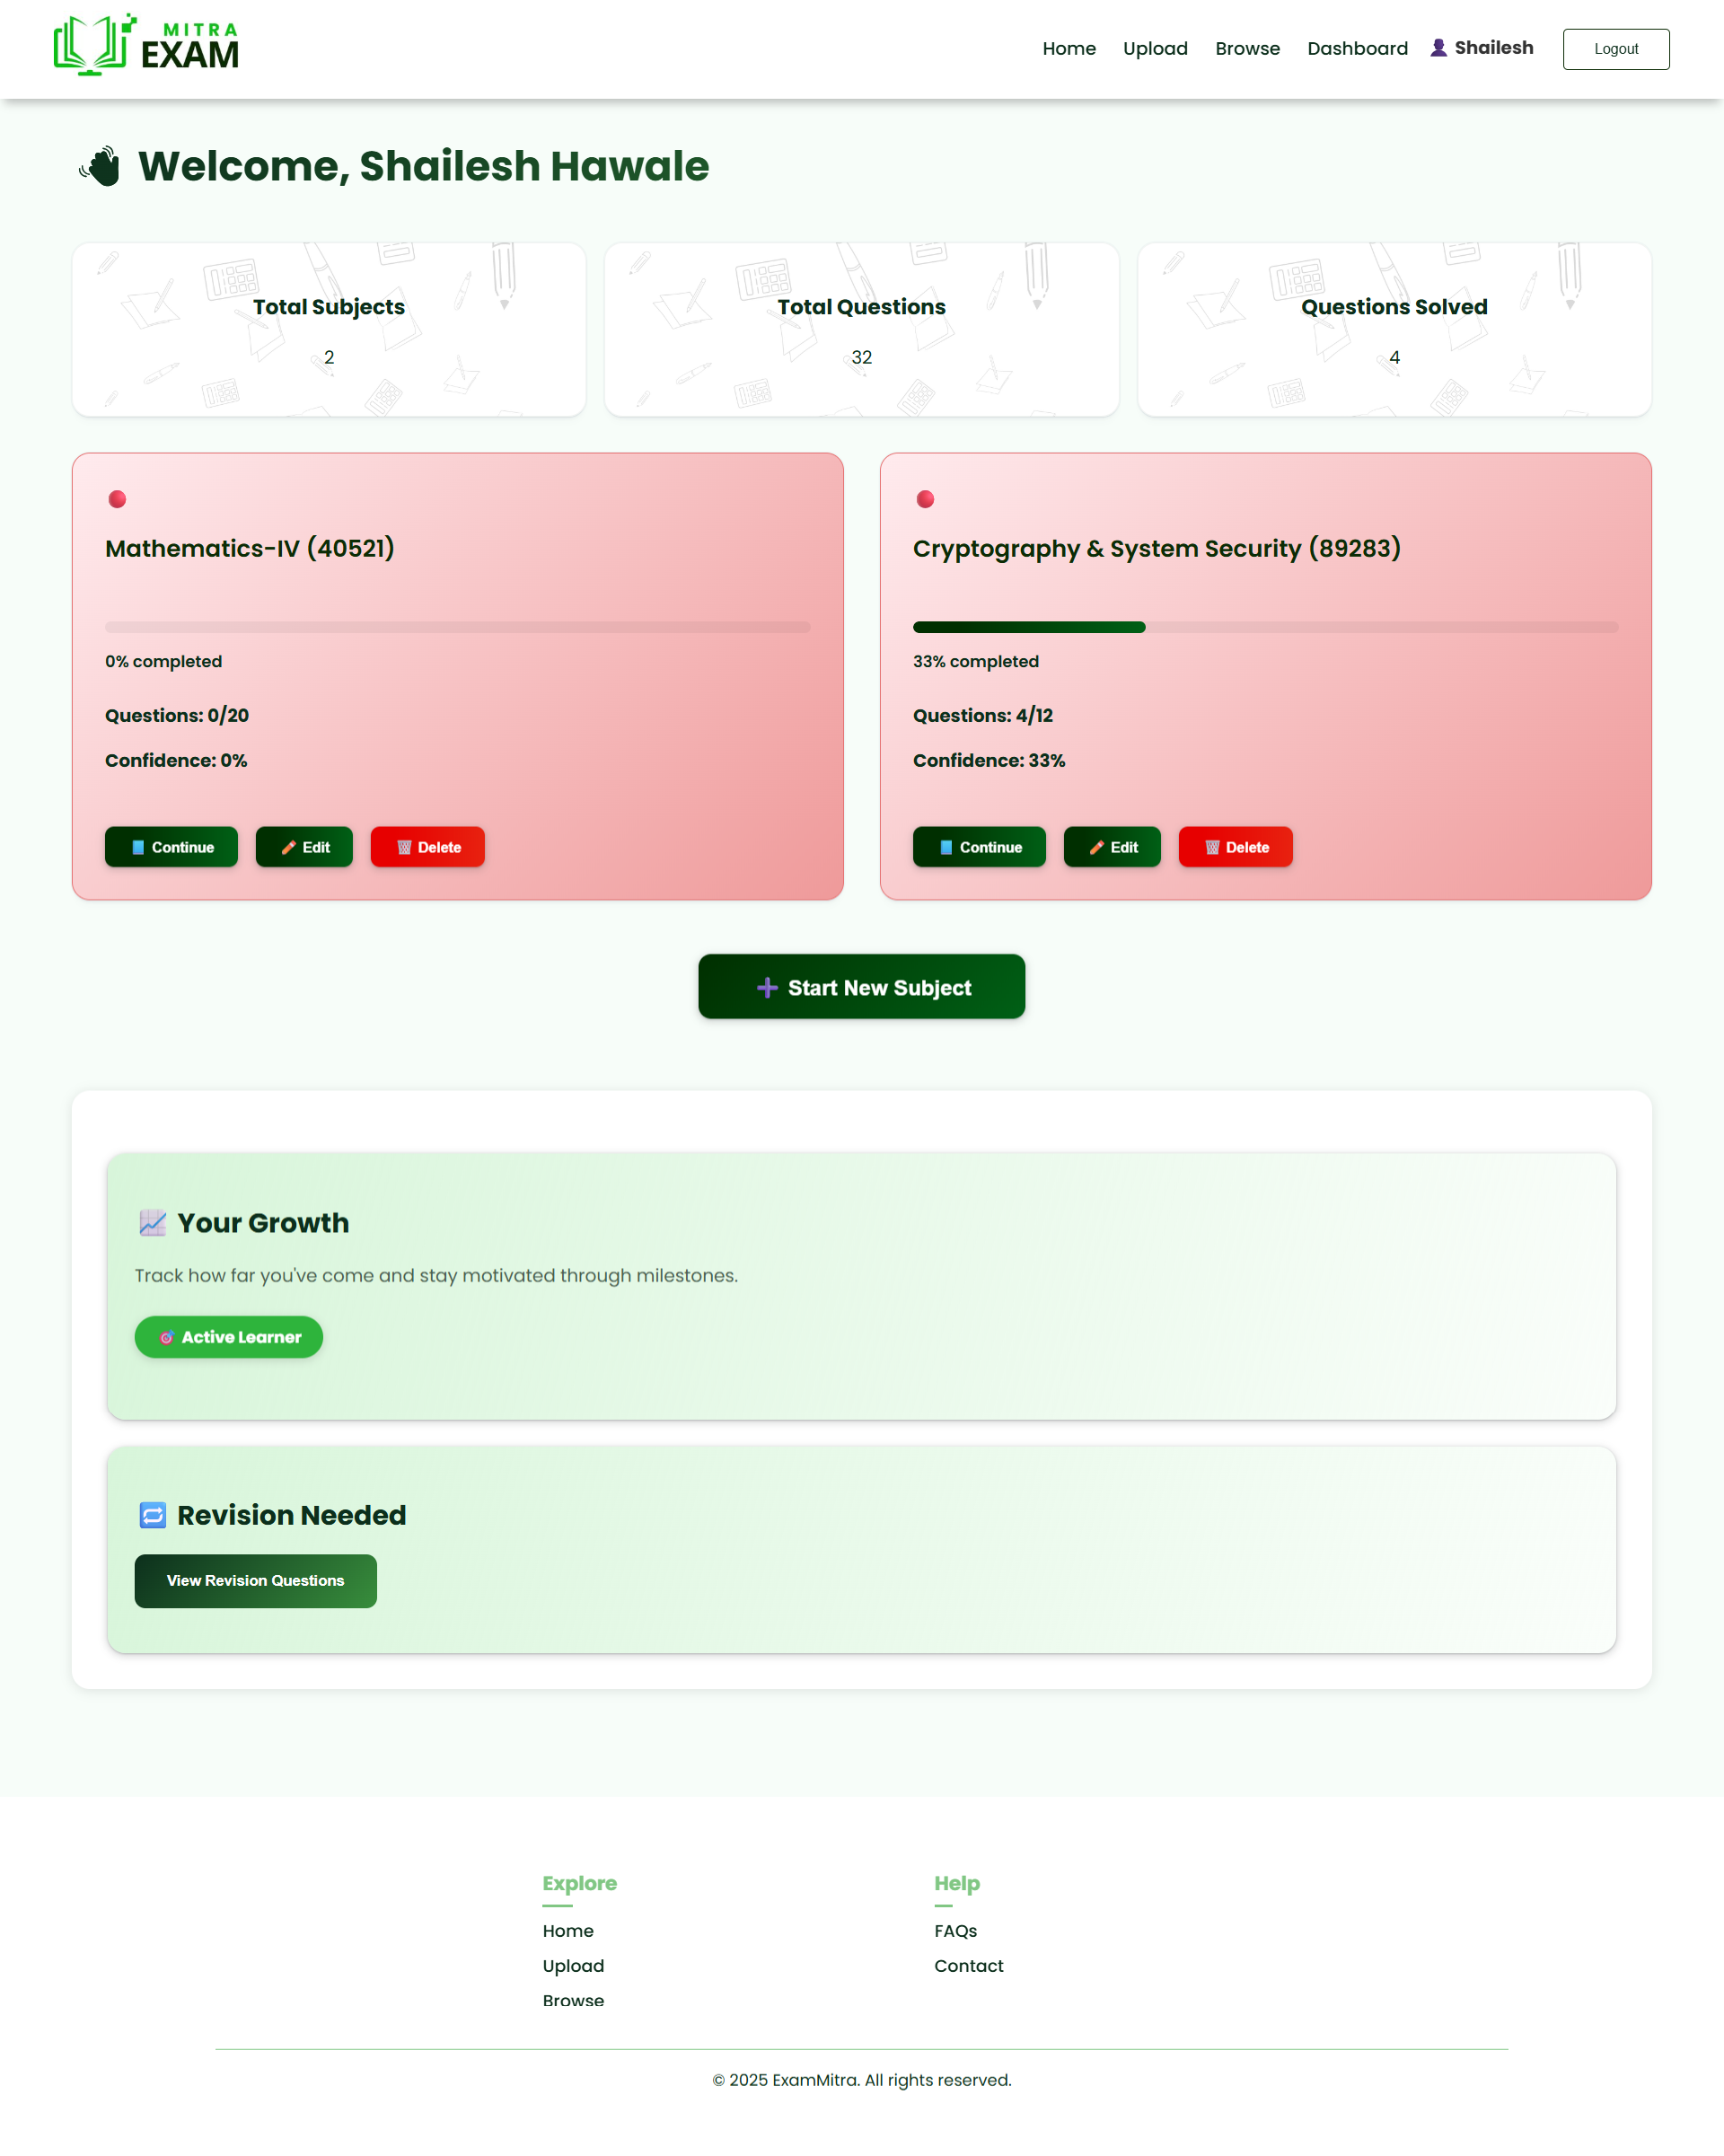 MITRA
EXAM
Home Upload Browse Dashboard 👤 Shailesh Logout
👋 Welcome, Shailesh Hawale
Total Subjects
2
Total Questions
32
Questions Solved
4
Mathematics-IV (40521)
0% completed
Questions: 0/20
Confidence: 0%
📘 Continue ✏️ Edit 🗑️ Delete
Cryptography & System Security (89283)
33% completed
Questions: 4/12
Confidence: 33%
📘 Continue ✏️ Edit 🗑️ Delete
➕ Start New Subject
📈 Your Growth
Track how far you've come and stay motivated through milestones.
🎯 Active Learner
🔁 Revision Needed
View Revision Questions
Explore
Home
Upload
Browse
Help
FAQs
Contact
© 2025 ExamMitra. All rights reserved.